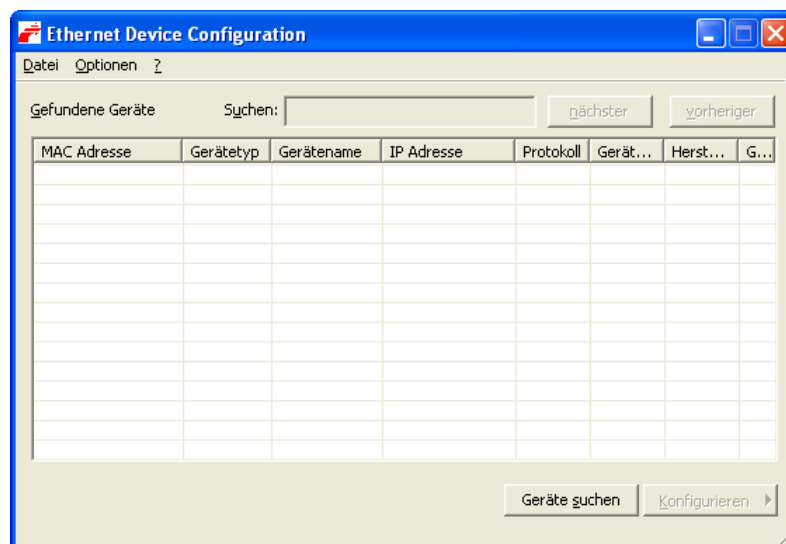 Ethernet Device Configuration
Datei Optionen ?
Gefundene Geräte Suchen: nächster vorheriger
MAC Adresse Gerätetyp Gerätename IP Adresse Protokoll Gerät... Herst... G...
Geräte suchen Konfigurieren